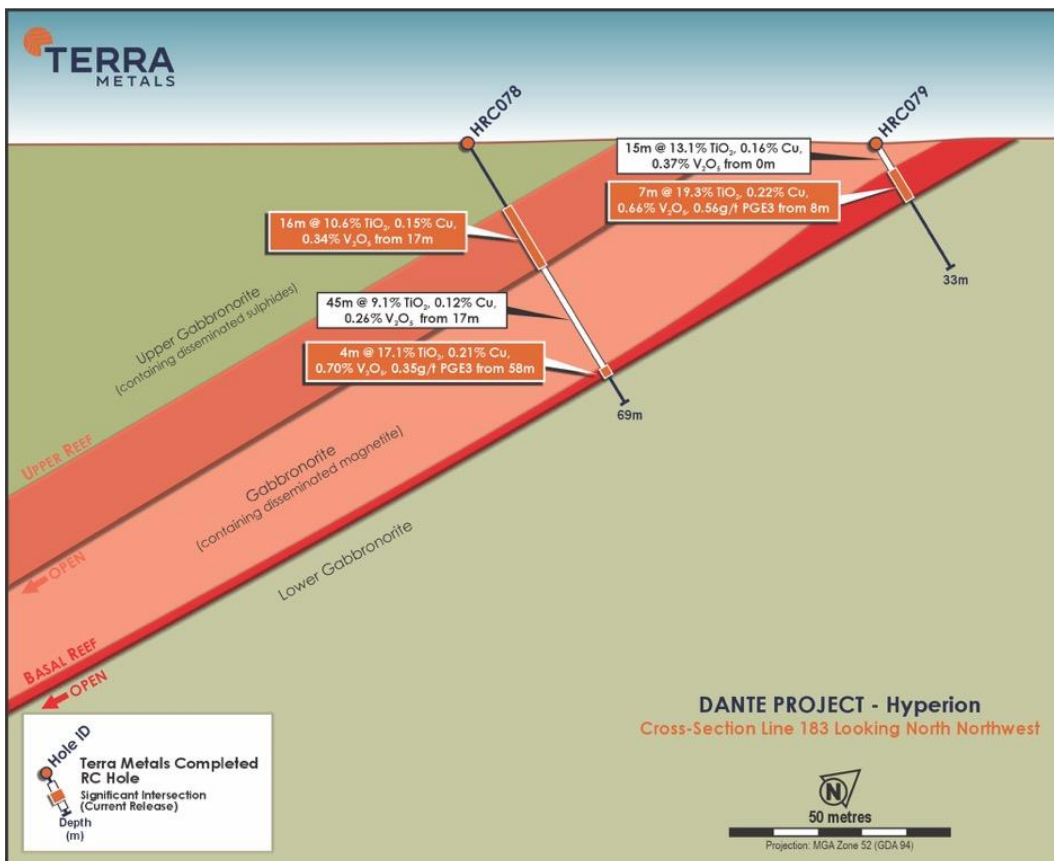 TERRA
METALS
HRC078
HRC079
15m @ 13.1% TiO₂, 0.16% Cu,
0.37% V₂O₅ from 0m
7m @ 19.3% TiO₂, 0.22% Cu,
0.66% V₂O₅, 0.56g/t PGE3 from 8m
16m @ 10.6% TiO₂, 0.15% Cu,
0.34% V₂O₅ from 17m
33m
45m @ 9.1% TiO₂, 0.12% Cu,
0.26% V₂O₅ from 17m
4m @ 17.1% TiO₂, 0.21% Cu,
0.70% V₂O₅, 0.35g/t PGE3 from 58m
69m
Upper Gabbronorite
(containing disseminated sulphides)
UPPER REEF
Gabbronorite
(containing disseminated magnetite)
OPEN
Lower Gabbronorite
BASAL REEF
OPEN
DANTE PROJECT - Hyperion
Cross-Section Line 183 Looking North Northwest
Hole ID
Terra Metals Completed
RC Hole
Significant Intersection
(Current Release)
Depth
(m)
N
50 metres
Projection: MGA Zone 52 (GDA 94)